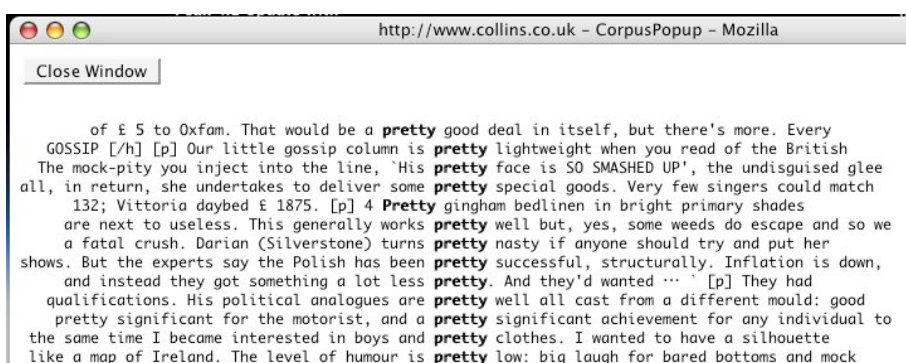 http://www.collins.co.uk – CorpusPopup – Mozilla
Close Window
of £ 5 to Oxfam. That would be a pretty good deal in itself, but there's more. Every
GOSSIP [/h] [p] Our little gossip column is pretty lightweight when you read of the British
The mock-pity you inject into the line, `His pretty face is SO SMASHED UP', the undisguised glee
all, in return, she undertakes to deliver some pretty special goods. Very few singers could match
132; Vittoria daybed £ 1875. [p] 4 Pretty gingham bedlinen in bright primary shades
are next to useless. This generally works pretty well but, yes, some weeds do escape and so we
a fatal crush. Darian (Silverstone) turns pretty nasty if anyone should try and put her
shows. But the experts say the Polish has been pretty successful, structurally. Inflation is down,
and instead they got something a lot less pretty. And they'd wanted … ` [p] They had
qualifications. His political analogues are pretty well all cast from a different mould: good
pretty significant for the motorist, and a pretty significant achievement for any individual to
the same time I became interested in boys and pretty clothes. I wanted to have a silhouette
like a map of Ireland. The level of humour is pretty low: big laugh for bared bottoms and mock